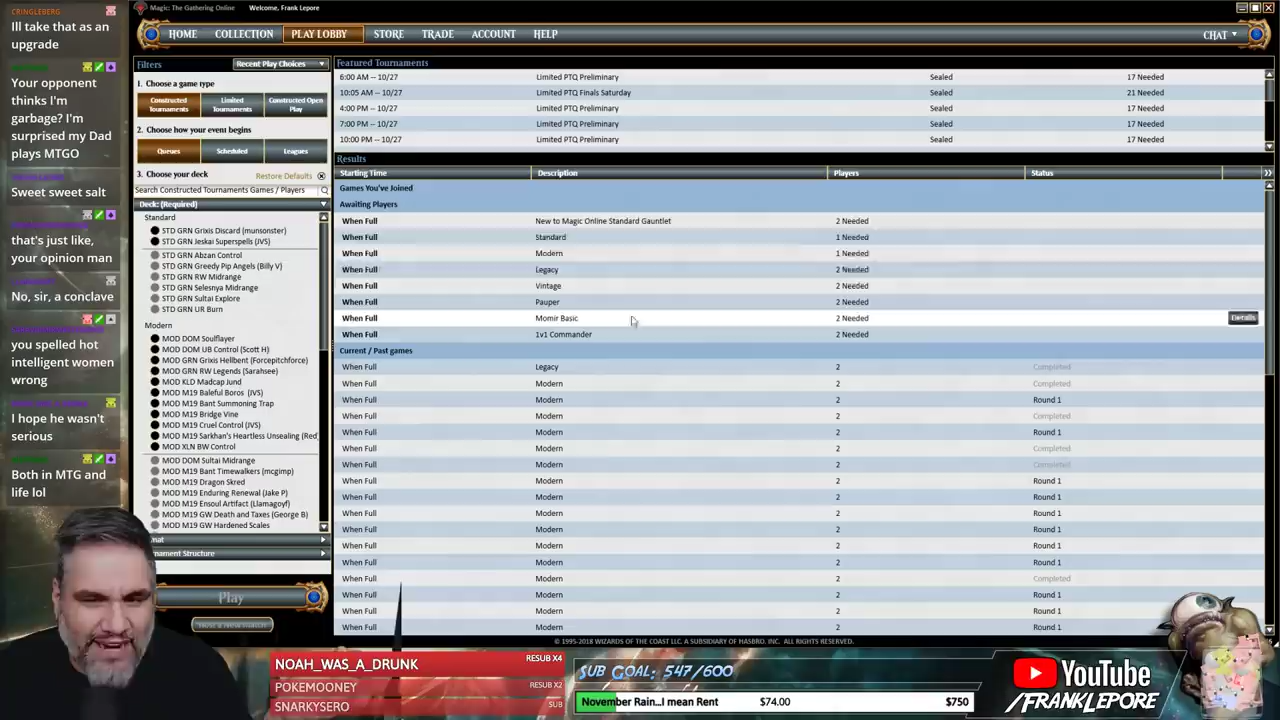 CRINGLEBERG
Ill take that as an
upgrade
Your opponent
thinks I'm
garbage? I'm
surprised my Dad
plays MTGO
Sweet sweet salt
that's just like,
your opinion man
No, sir, a conclave
you spelled hot
intelligent women
wrong
I hope he wasn't
serious
Both in MTG and
life lol
Magic: The Gathering Online
Welcome, Frank Lepore
HOME
COLLECTION
PLAY LOBBY
STORE
TRADE
ACCOUNT
HELP
CHAT
Filters
Recent Play Choices
1. Choose a game type
Constructed
Tournaments
Limited
Tournaments
Constructed Open
Play
2. Choose how your event begins
Queues
Scheduled
Leagues
3. Choose your deck
Restore Defaults
Search Constructed Tournaments Games / Players
Deck: (Required)
Standard
STD GRN Grixis Discard (munsonster)
STD GRN Jeskai Superspells (JVS)
STD GRN Abzan Control
STD GRN Greedy Pip Angels (Billy V)
STD GRN RW Midrange
STD GRN Selesnya Midrange
STD GRN Sultai Explore
STD GRN UR Burn
Modern
MOD DOM Soulflayer
MOD DOM UB Control (Scott H)
MOD GRN Grixis Hellbent (Forcepitchforce)
MOD GRN RW Legends (Sarahsee)
MOD KLD Madcap Jund
MOD M19 Baleful Boros (JVS)
MOD M19 Bant Summoning Trap
MOD M19 Bridge Vine
MOD M19 Cruel Control (JVS)
MOD M19 Sarkhan's Heartless Unsealing (Red
MOD XLN BW Control
MOD DOM Sultai Midrange
MOD M19 Bant Timewalkers (mcgimp)
MOD M19 Dragon Skred
MOD M19 Enduring Renewal (Jake P)
MOD M19 Ensoul Artifact (Llamagoyf)
MOD M19 GW Death and Taxes (George B)
MOD M19 GW Hardened Scales
mat
nament Structure
Play
Host a New Match
Featured Tournaments
6:00 AM -- 10/27 Limited PTQ Preliminary Sealed 17 Needed
10:05 AM -- 10/27 Limited PTQ Finals Saturday Sealed 21 Needed
4:00 PM -- 10/27 Limited PTQ Preliminary Sealed 17 Needed
7:00 PM -- 10/27 Limited PTQ Preliminary Sealed 17 Needed
10:00 PM -- 10/27 Limited PTQ Preliminary Sealed 17 Needed
Results
Starting Time Description Players Status
Games You've Joined
Awaiting Players
When Full New to Magic Online Standard Gauntlet 2 Needed
When Full Standard 1 Needed
When Full Modern 1 Needed
When Full Legacy 2 Needed
When Full Vintage 2 Needed
When Full Pauper 2 Needed
When Full Momir Basic 2 Needed Details
When Full 1v1 Commander 2 Needed
Current / Past games
When Full Legacy 2 Completed
When Full Modern 2 Completed
When Full Modern 2 Round 1
When Full Modern 2 Completed
When Full Modern 2 Round 1
When Full Modern 2 Completed
When Full Modern 2 Completed
When Full Modern 2 Round 1
When Full Modern 2 Round 1
When Full Modern 2 Round 1
When Full Modern 2 Round 1
When Full Modern 2 Round 1
When Full Modern 2 Round 1
When Full Modern 2 Completed
When Full Modern 2 Round 1
When Full Modern 2 Round 1
When Full Modern 2 Round 1
© 1995-2018 WIZARDS OF THE COAST LLC, A SUBSIDIARY OF HASBRO, INC. ALL RIGHTS RESERVED.
NOAH_WAS_A_DRUNK RESUB X4
POKEMOONEY RESUB X2
SNARKYSERO SUB
SUB GOAL: 547/600
November Rain...I mean Rent $74.00 $750
YouTube
/FRANKLEPORE